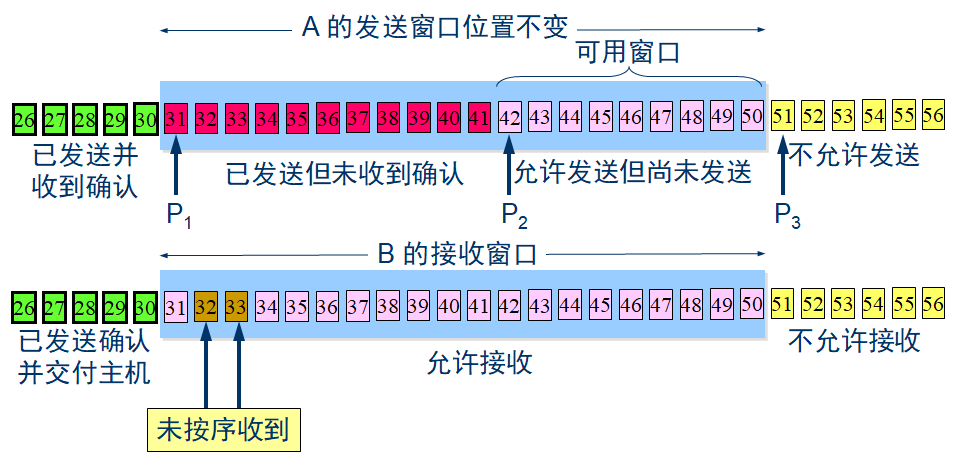 A 的发送窗口位置不变
可用窗口
26 27 28 29 30 31 32 33 34 35 36 37 38 39 40 41 42 43 44 45 46 47 48 49 50 51 52 53 54 55 56
已发送并
收到确认
已发送但未收到确认
允许发送但尚未发送
不允许发送
P1
P2
P3
B 的接收窗口
26 27 28 29 30 31 32 33 34 35 36 37 38 39 40 41 42 43 44 45 46 47 48 49 50 51 52 53 54 55 56
已发送确认
并交付主机
允许接收
不允许接收
未按序收到